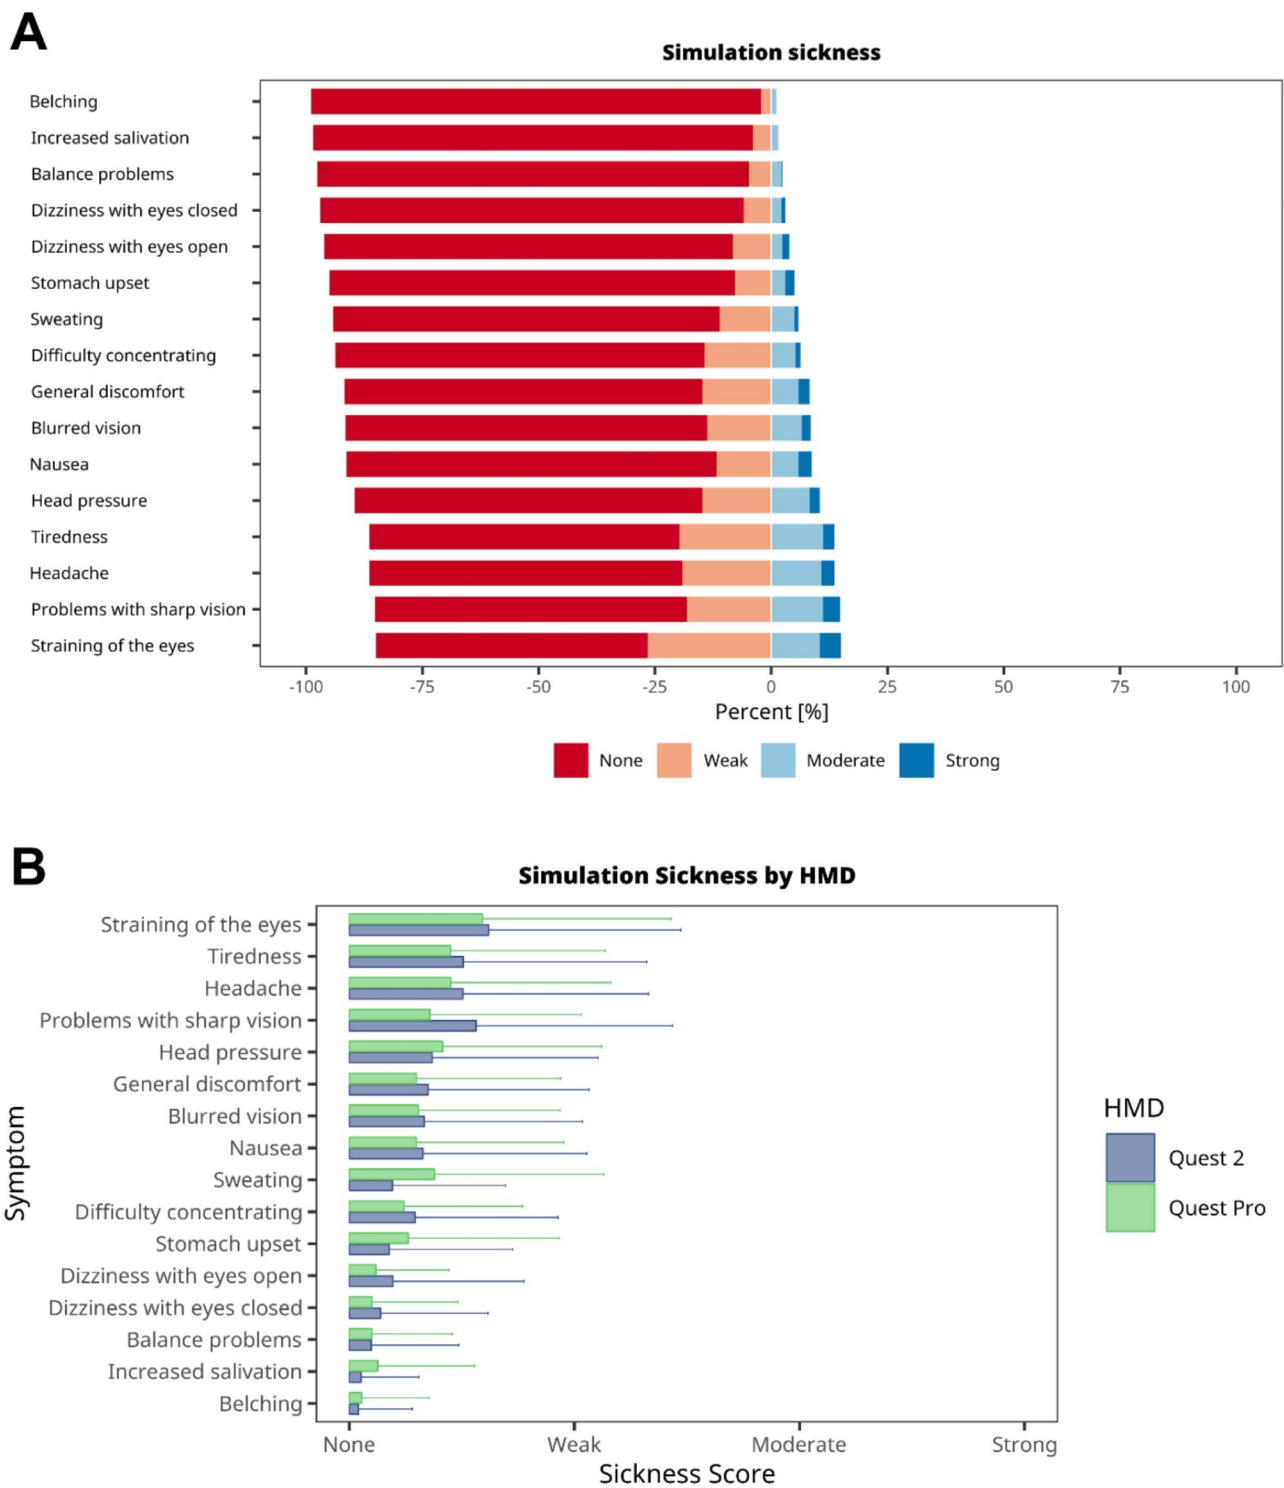 A
Simulation sickness
Belching
Increased salivation
Balance problems
Dizziness with eyes closed
Dizziness with eyes open
Stomach upset
Sweating
Difficulty concentrating
General discomfort
Blurred vision
Nausea
Head pressure
Tiredness
Headache
Problems with sharp vision
Straining of the eyes
-100 -75 -50 -25 0 25 50 75 100
Percent [%]
None Weak Moderate Strong
B
Simulation Sickness by HMD
Symptom
Straining of the eyes
Tiredness
Headache
Problems with sharp vision
Head pressure
General discomfort
Blurred vision
Nausea
Sweating
Difficulty concentrating
Stomach upset
Dizziness with eyes open
Dizziness with eyes closed
Balance problems
Increased salivation
Belching
None Weak Moderate Strong
Sickness Score
HMD
Quest 2
Quest Pro